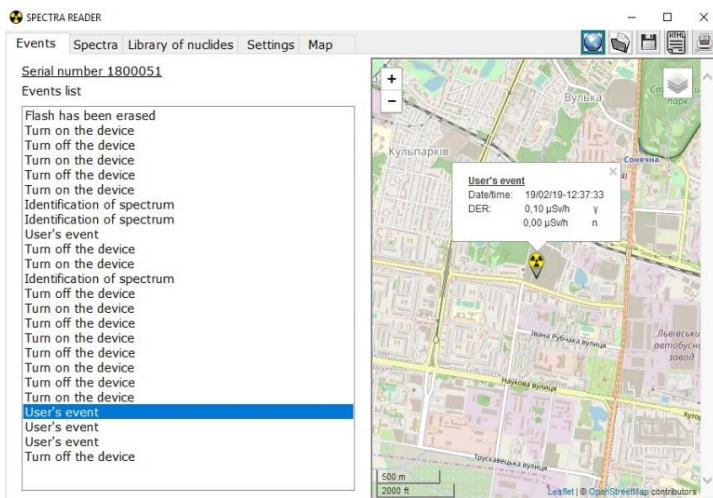 SPECTRA READER
Events
Spectra
Library of nuclides
Settings
Map
HTML
Serial number 1800051
Events list
Flash has been erased
Turn on the device
Turn off the device
Turn on the device
Turn off the device
Turn on the device
Identification of spectrum
Identification of spectrum
User's event
Turn off the device
Turn on the device
Identification of spectrum
Turn off the device
Turn on the device
Turn off the device
Turn on the device
Turn off the device
Turn on the device
Turn off the device
Turn on the device
User's event
User's event
User's event
Turn off the device
+
−
Вулька
парк
Кульпарків
Сонячна
User's event
Date/time: 19/02/19-12:37:33
DER: 0,10 µSv/h γ
0,00 µSv/h n
Івана Рубчака вулиця
Львівськи
автобусн
завод
Наукова вулиця
Хуто
Трускавецька вулиця
500 m
2000 ft
Leaflet | © OpenStreetMap contributors